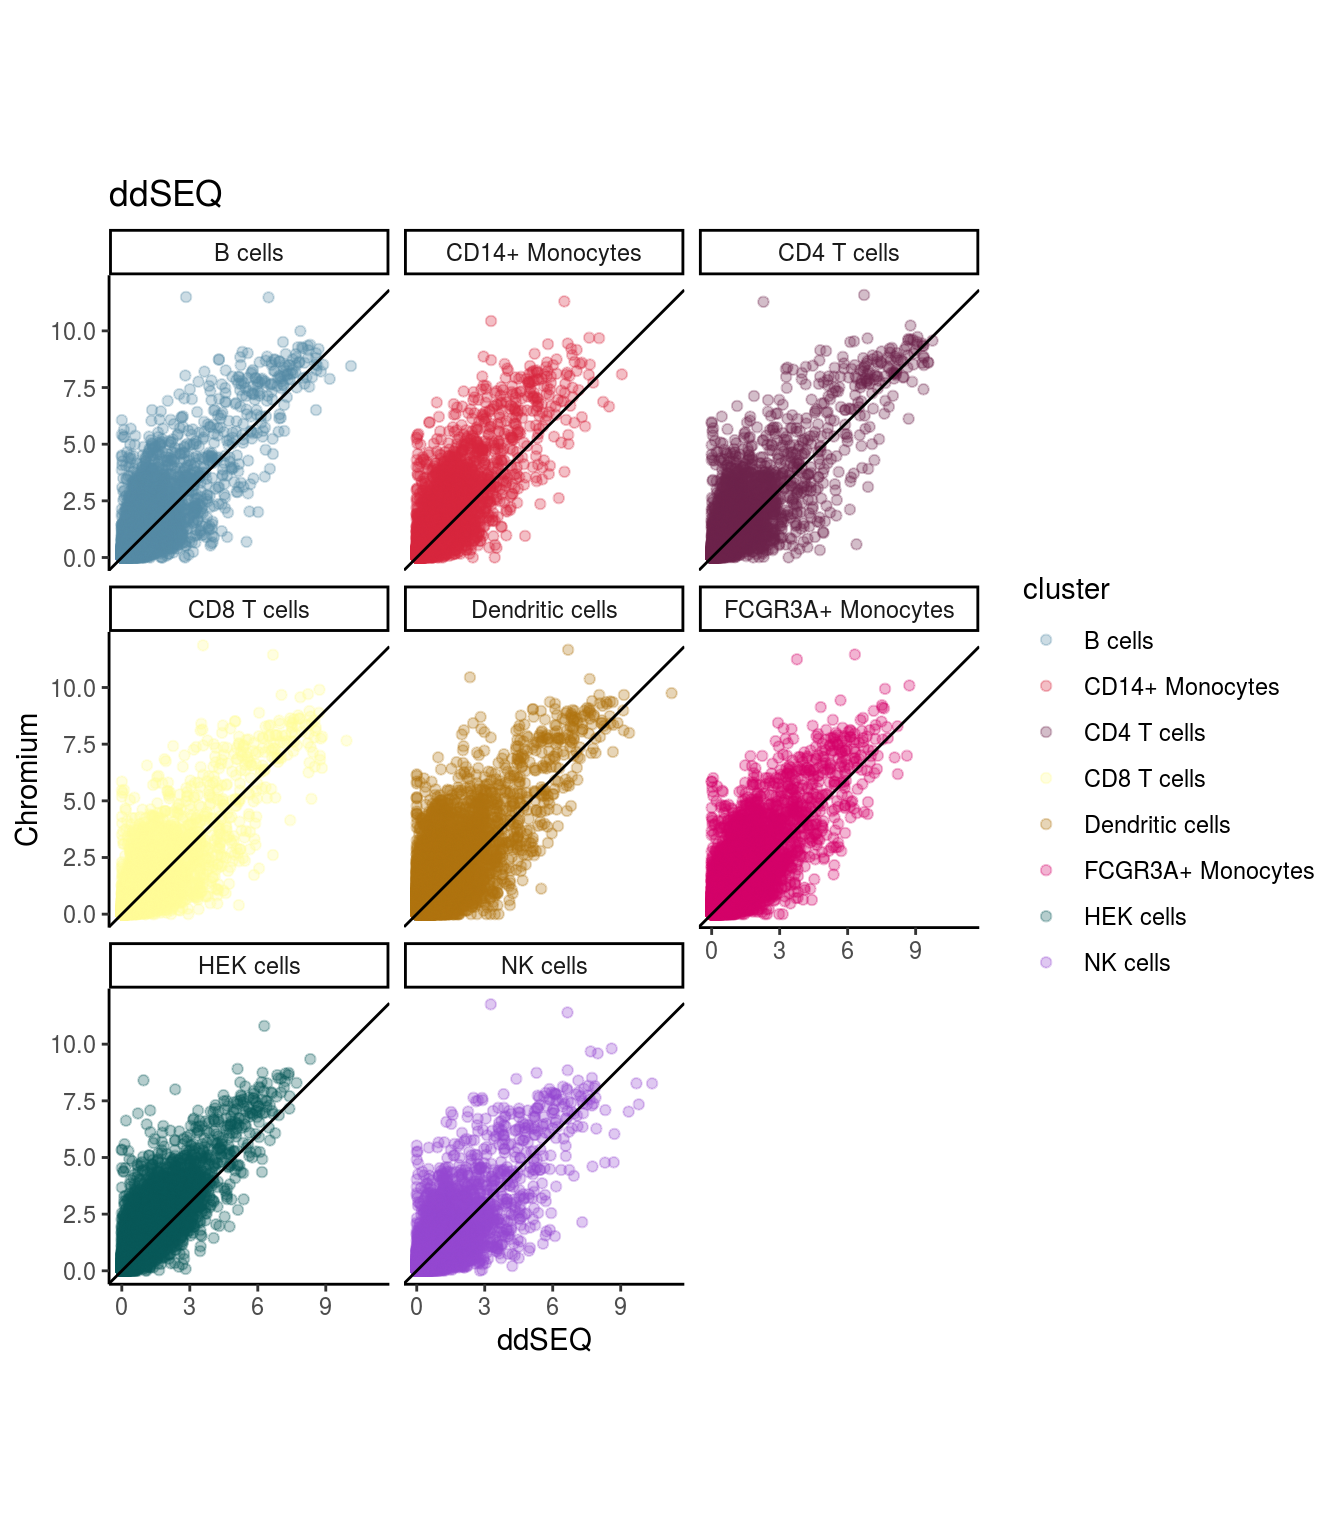 ddSEQ
B cells
CD14+ Monocytes
CD4 T cells
10.0
7.5
5.0
2.5
0.0
CD8 T cells
Dendritic cells
FCGR3A+ Monocytes
10.0
7.5
5.0
2.5
0.0
0 3 6 9
HEK cells
NK cells
10.0
7.5
5.0
2.5
0.0
0 3 6 9
0 3 6 9
ddSEQ
Chromium
cluster
B cells
CD14+ Monocytes
CD4 T cells
CD8 T cells
Dendritic cells
FCGR3A+ Monocytes
HEK cells
NK cells